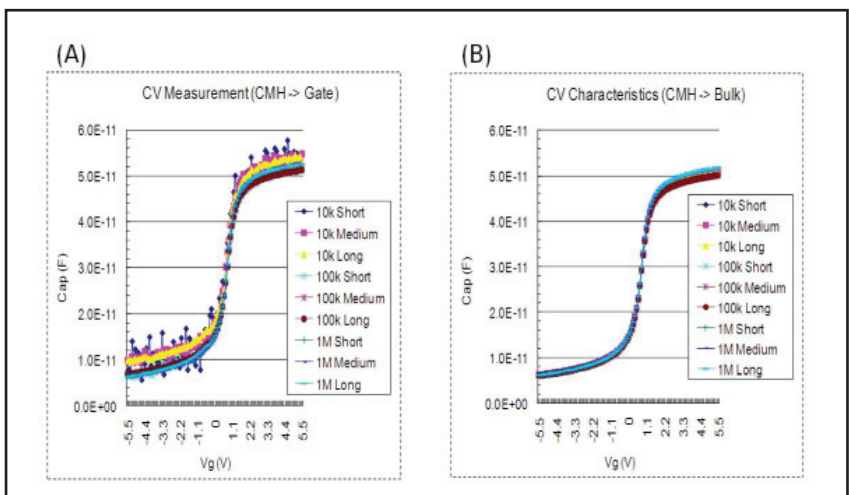 (A)
CV Measurement (CMH -> Gate)
6.0E-11
5.0E-11
4.0E-11
3.0E-11
2.0E-11
1.0E-11
0.0E+00
Cap (F)
-5.5
-4.4
-3.3
-2.2
-1.1
0
1.1
2.2
3.3
4.4
5.5
Vg (V)
10k Short
10k Medium
10k Long
100k Short
100k Medium
100k Long
1M Short
1M Medium
1M Long
(B)
CV Characteristics (CMH -> Bulk)
6.0E-11
5.0E-11
4.0E-11
3.0E-11
2.0E-11
1.0E-11
0.0E+00
Cap (F)
-5.5
-4.4
-3.3
-2.2
-1.1
0
1.1
2.2
3.3
4.4
5.5
Vg (V)
10k Short
10k Medium
10k Long
100k Short
100k Medium
100k Long
1M Short
1M Medium
1M Long